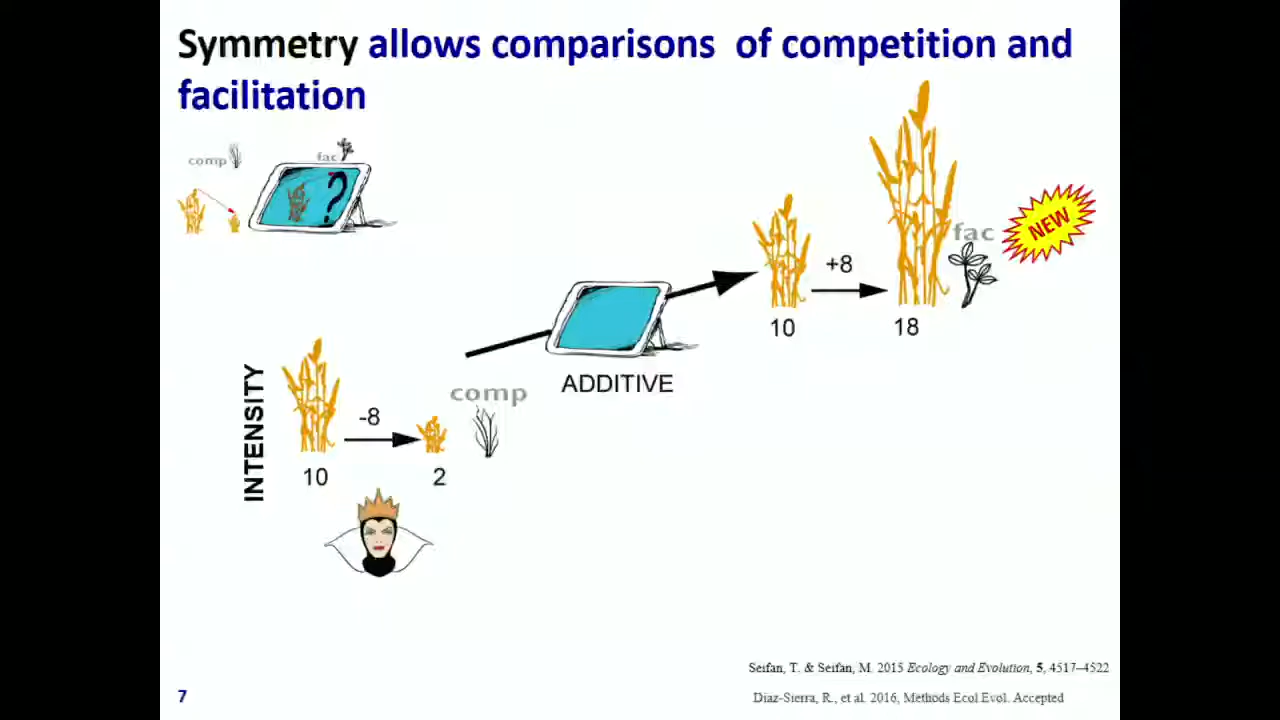 Symmetry allows comparisons of competition and
facilitation
comp
fac
?
NEW
fac
+8
10
18
ADDITIVE
comp
INTENSITY
-8
10
2
Seifan, T. & Seifan, M. 2015 Ecology and Evolution, 5, 4517–4522
Diaz-Sierra, R., et al. 2016, Methods Ecol.Evol. Accepted
7